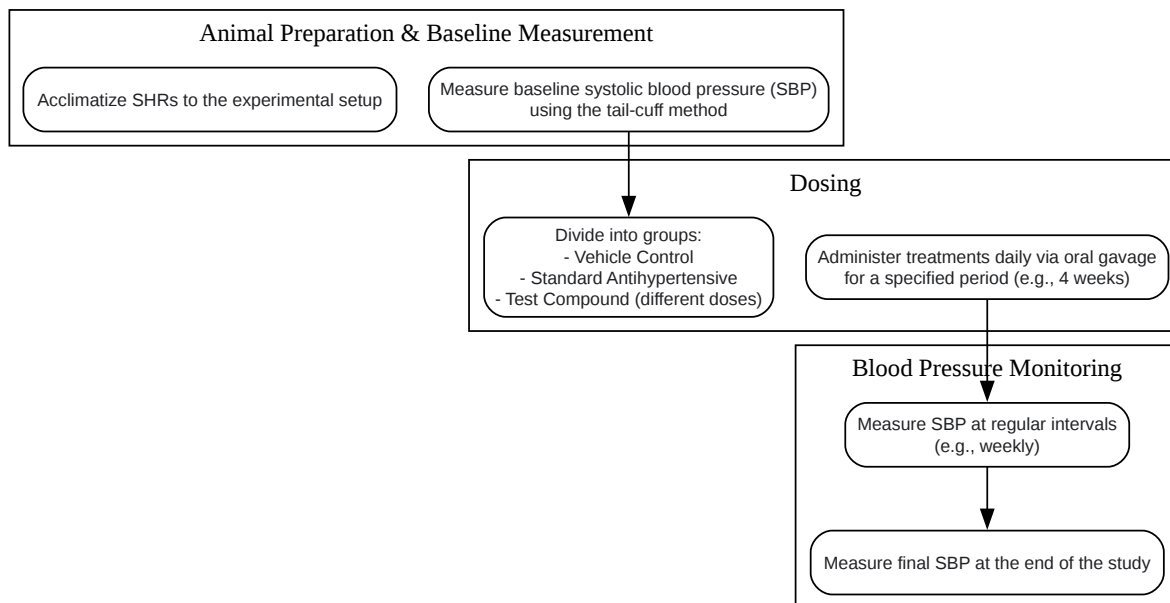 Animal Preparation & Baseline Measurement
Acclimatize SHRs to the experimental setup
Measure baseline systolic blood pressure (SBP)
using the tail-cuff method
Dosing
Divide into groups:
- Vehicle Control
- Standard Antihypertensive
- Test Compound (different doses)
Administer treatments daily via oral gavage
for a specified period (e.g., 4 weeks)
Blood Pressure Monitoring
Measure SBP at regular intervals
(e.g., weekly)
Measure final SBP at the end of the study